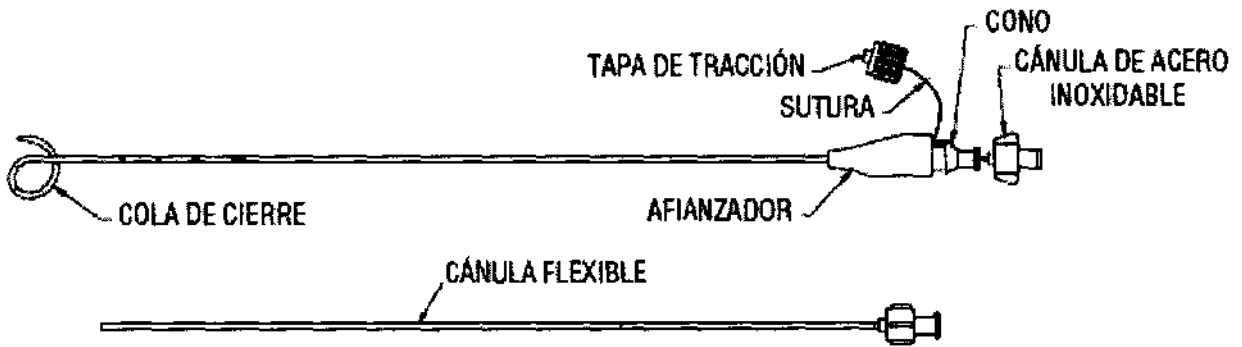 CONO
TAPA DE TRACCIÓN
CÁNULA DE ACERO
INOXIDABLE
SUTURA
COLA DE CIERRE
AFIANZADOR
CÁNULA FLEXIBLE